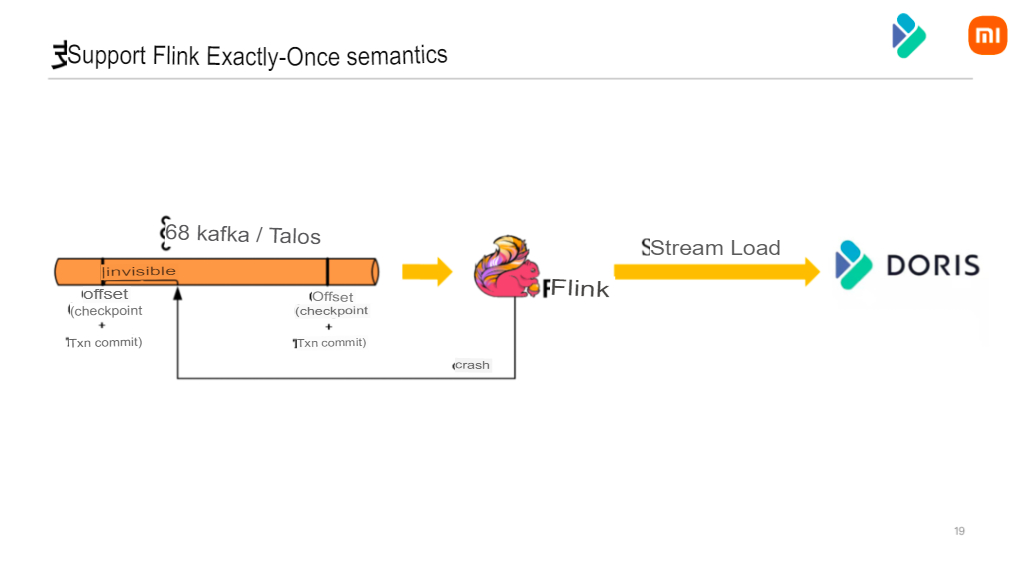 Support Flink Exactly-Once semantics
mi
68 kafka / Talos
invisible
offset
(checkpoint
+
Txn commit)
Offset
(checkpoint
+
Txn commit)
crash
Flink
Stream Load
DORIS
19